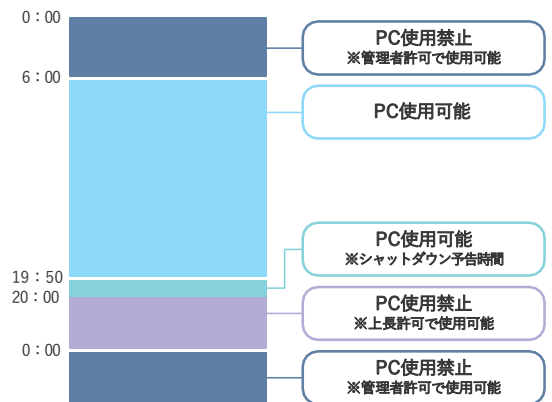 0：00
PC使用禁止
※管理者許可で使用可能
6：00
PC使用可能
PC使用可能
※シャットダウン予告時間
19：50
20：00
PC使用禁止
※上長許可で使用可能
0：00
PC使用禁止
※管理者許可で使用可能